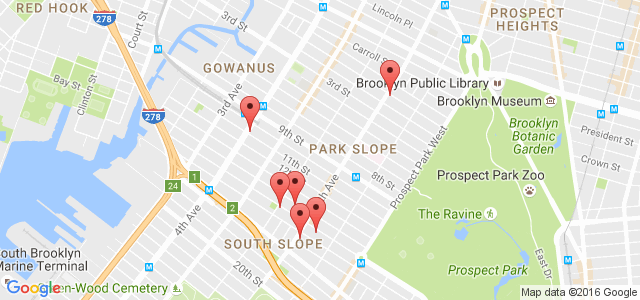 RED HOOK
Court St
278
3rd St
Lincoln Pl
PROSPECT
HEIGHTS
Carroll St
GOWANUS
Bay St
Clinton St
3rd Ave
3rd St
Brooklyn Public Library
Brooklyn Museum
278
9th St
Brooklyn
Botanic
Garden
President St
PARK SLOPE
11th St
Crown St
8th St
Prospect Park West
24
1
Prospect Park Zoo
2
4th Ave
The Ravine
SOUTH SLOPE
South Brooklyn
Marine Terminal
20th St
Prospect Park
East Dr
Google
Green-Wood Cemetery
Map data ©2016 Google